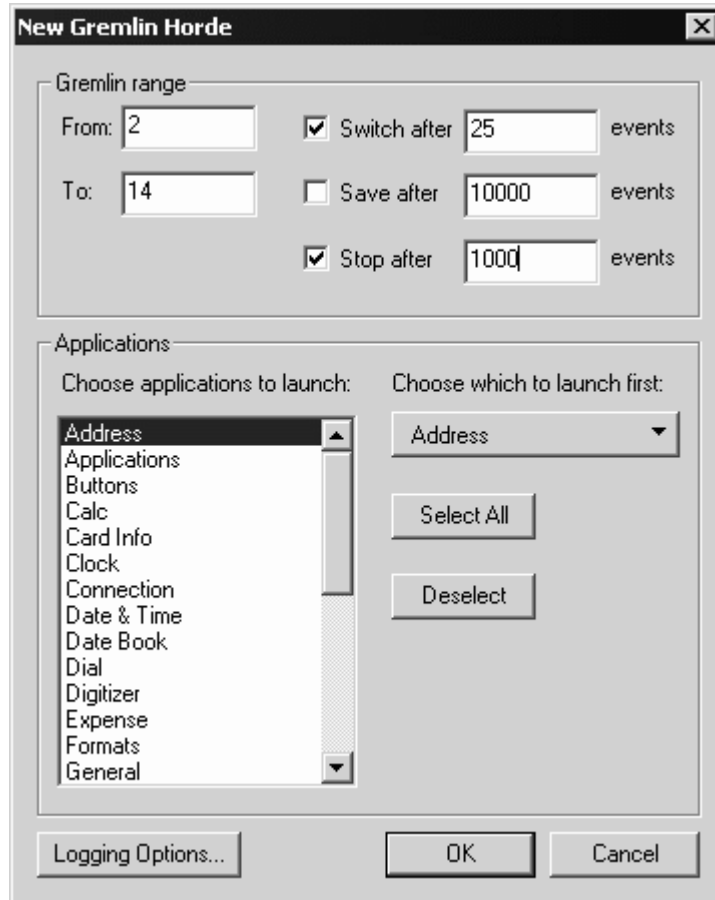 New Gremlin Horde
Gremlin range
From: 2
Switch after 25 events
To: 14
Save after 10000 events
Stop after 1000 events
Applications
Choose applications to launch:
Choose which to launch first:
Address
Applications
Buttons
Calc
Card Info
Clock
Connection
Date & Time
Date Book
Dial
Digitizer
Expense
Formats
General
Address
Select All
Deselect
Logging Options...
OK
Cancel